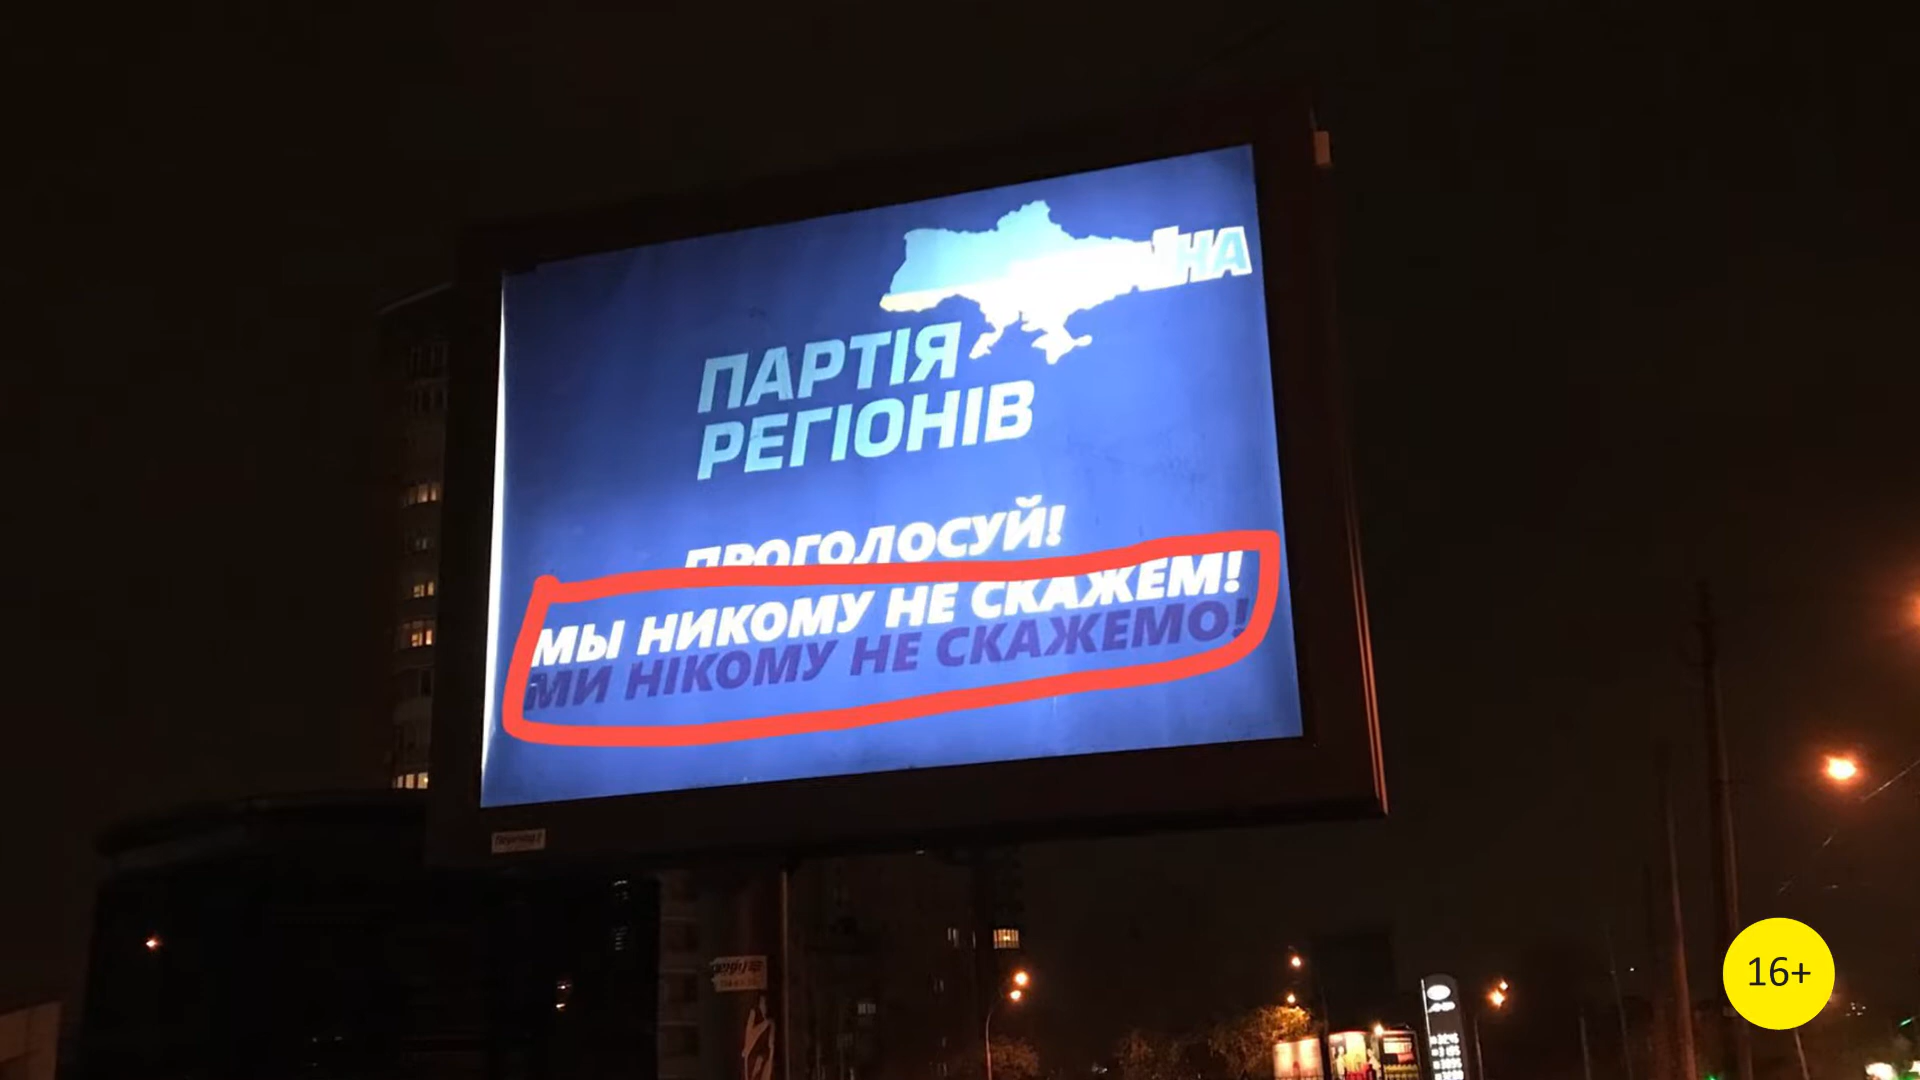 ПАРТІЯ
РЕГІОНІВ
ПРОГОЛОСУЙ!
МЫ НИКОМУ НЕ СКАЖЕМ!
МИ НІКОМУ НЕ СКАЖЕМО!
16+